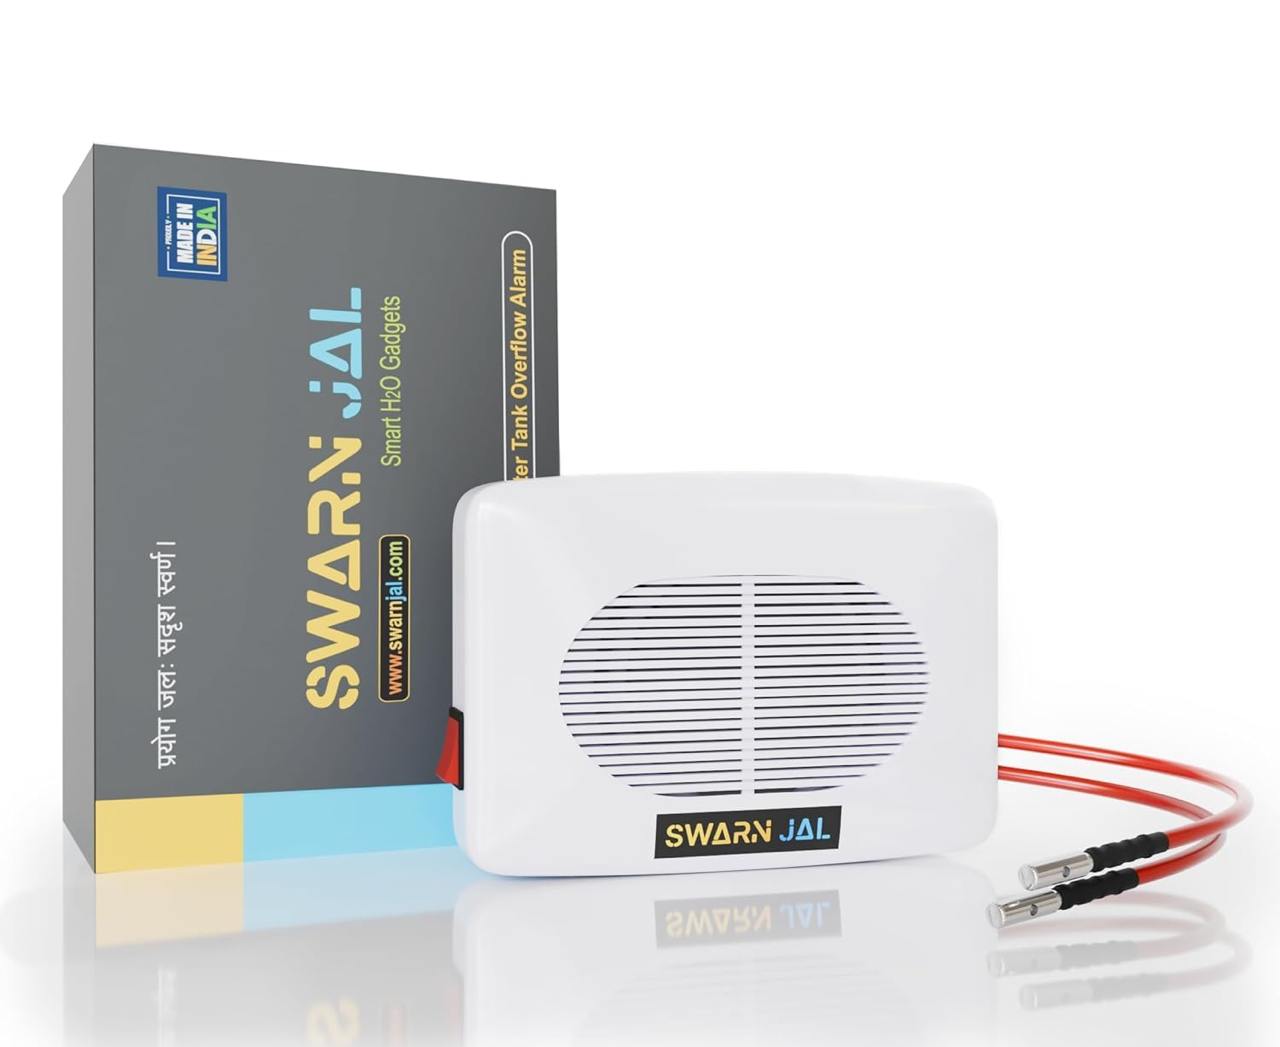 PROUDLY
MADE IN
INDIA
SWARN JAL
Smart H2O Gadgets
www.swarnjal.com
Tank Overflow Alarm
प्रयोग जलः सदृश स्वर्ण।
SWARN JAL